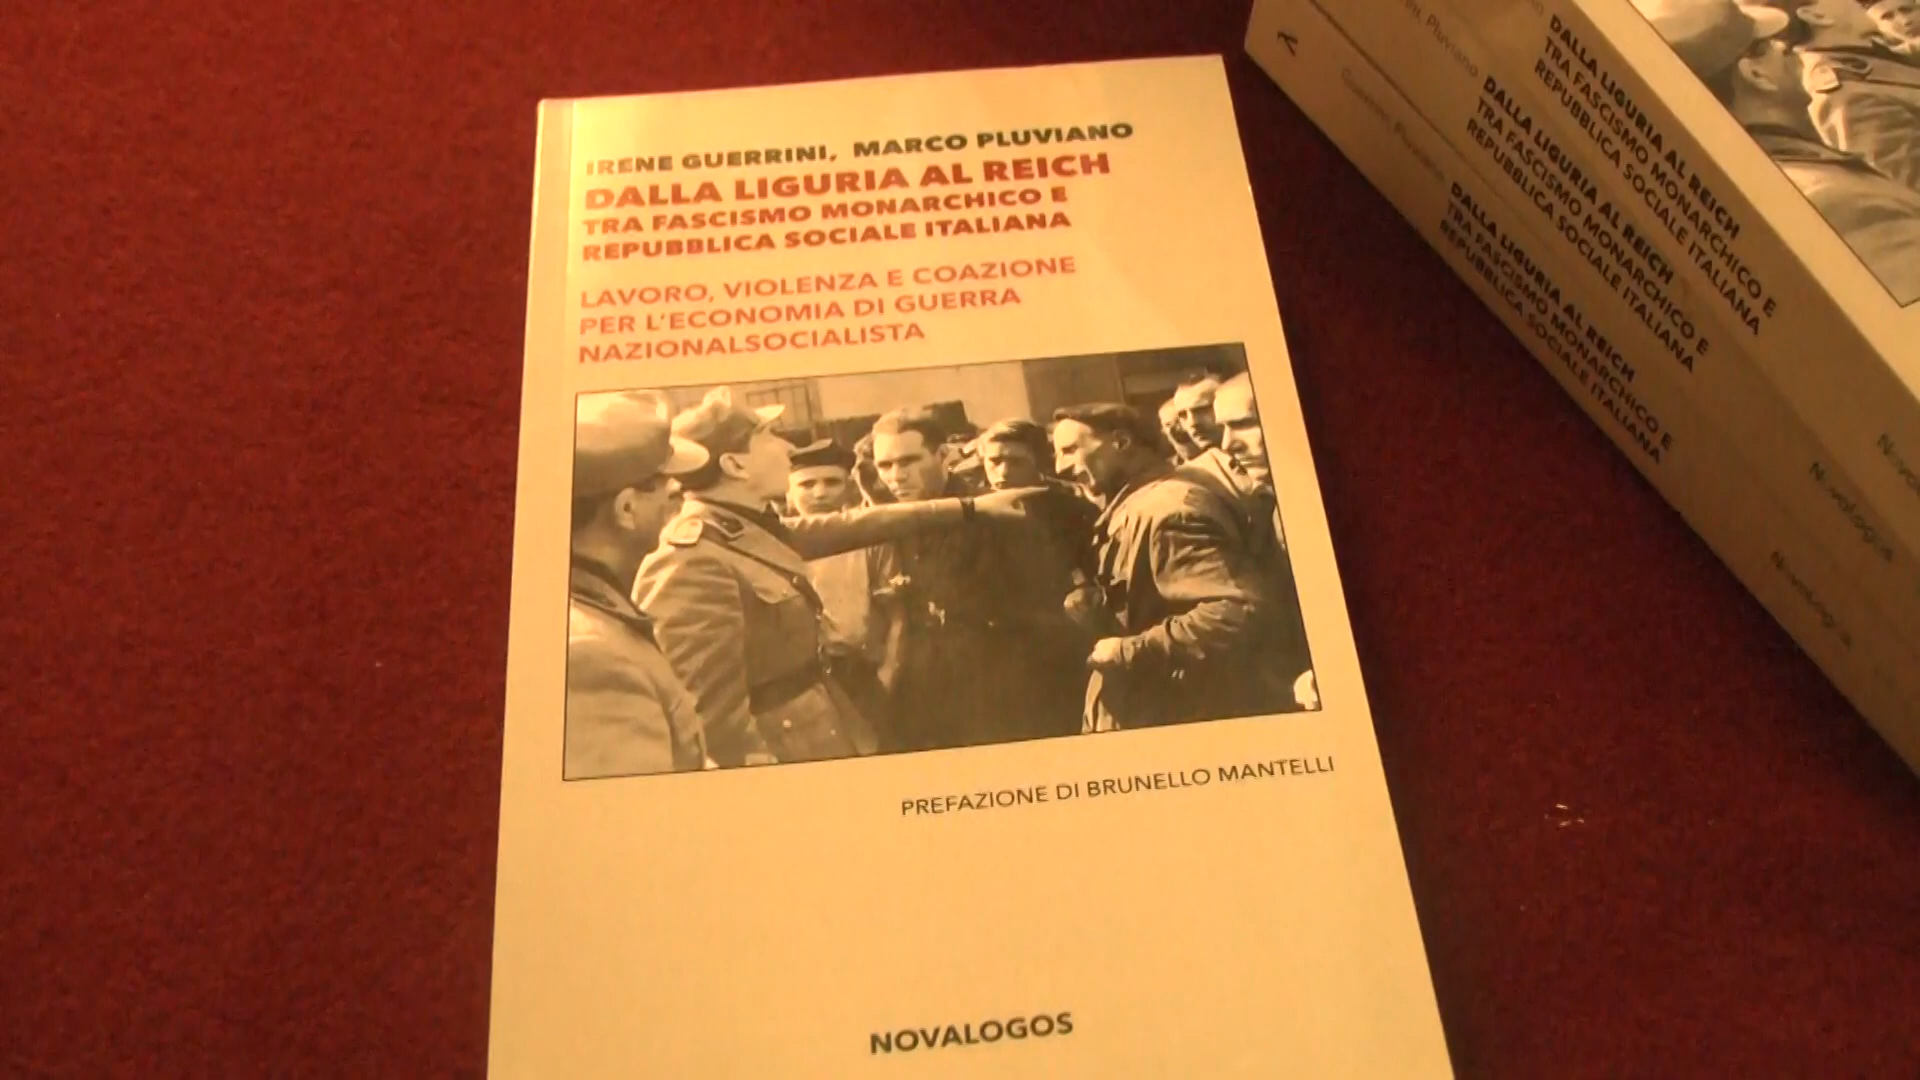 IRENE GUERRINI, MARCO PLUVIANO
DALLA LIGURIA AL REICH
TRA FASCISMO MONARCHICO E
REPUBBLICA SOCIALE ITALIANA
LAVORO, VIOLENZA E COAZIONE
PER L'ECONOMIA DI GUERRA
NAZIONALSOCIALISTA
PREFAZIONE DI BRUNELLO MANTELLI
NOVALOGOS
DALLA LIGURIA AL REICH
TRA FASCISMO MONARCHICO E
REPUBBLICA SOCIALE ITALIANA
Pluviano
DALLA LIGURIA AL REICH
TRA FASCISMO MONARCHICO E
REPUBBLICA SOCIALE ITALIANA
Novalogos
Guerrini, Pluviano
DALLA LIGURIA AL REICH
TRA FASCISMO MONARCHICO E
REPUBBLICA SOCIALE ITALIANA
Novalogos